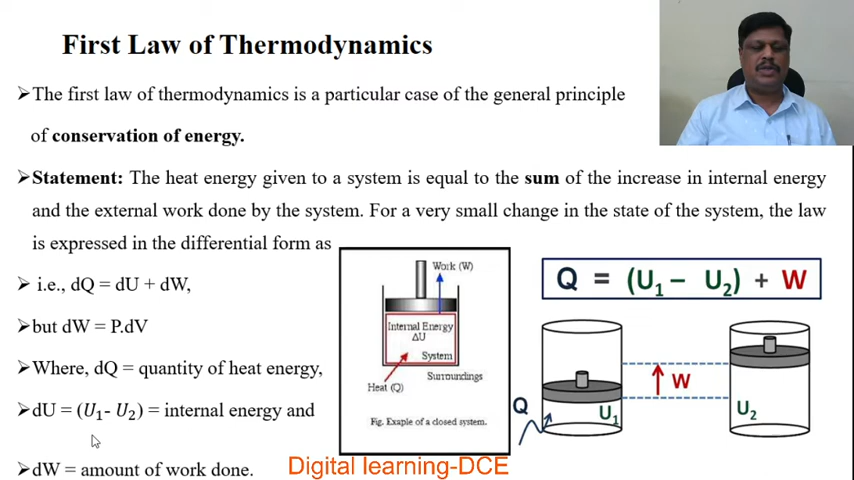 First Law of Thermodynamics
➢The first law of thermodynamics is a particular case of the general principle
of conservation of energy.
➢Statement: The heat energy given to a system is equal to the sum of the increase in internal energy
and the external work done by the system. For a very small change in the state of the system, the law
is expressed in the differential form as
➢ i.e., dQ = dU + dW,
➢but dW = P.dV
➢Where, dQ = quantity of heat energy,
➢dU = (U₁- U₂) = internal energy and
➢dW = amount of work done.
Work (W)
Internal Energy
ΔU
System
Surroundings
Heat (Q)
Fig. Exaple of a closed system.
Q = (U₁ – U₂) + W
Q
U₁
W
U₂
Digital learning-DCE